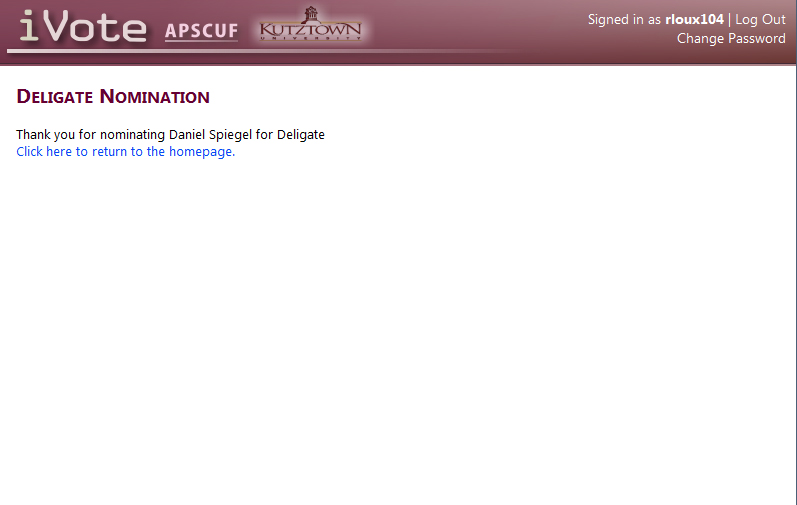 iVote APSCUF KUTZTOWN
UNIVERSITY
Signed in as rloux104 | Log Out
Change Password
DELIGATE NOMINATION
Thank you for nominating Daniel Spiegel for Deligate
Click here to return to the homepage.